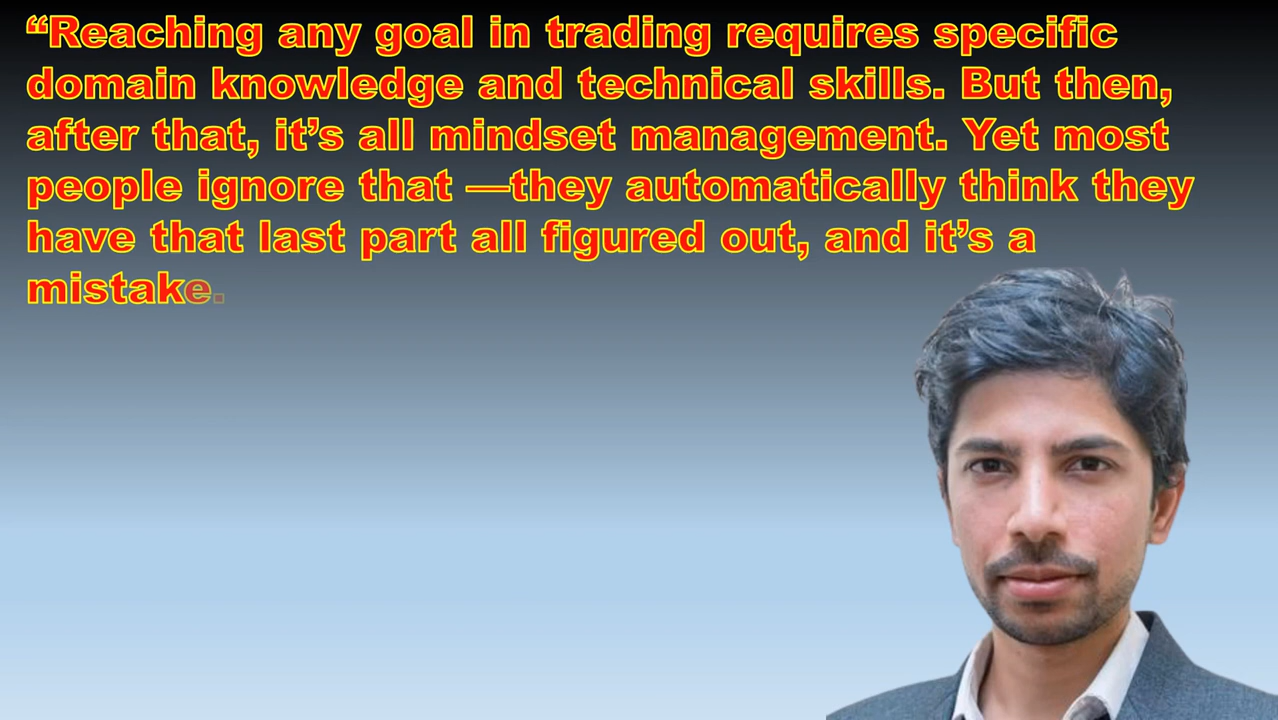 “Reaching any goal in trading requires specific
domain knowledge and technical skills. But then,
after that, it’s all mindset management. Yet most
people ignore that —they automatically think they
have that last part all figured out, and it’s a
mistake.